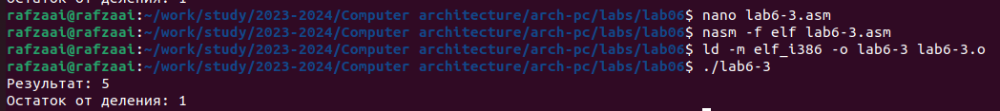 Остаток от деления: 1
rafzaai@rafzaai:~/work/study/2023-2024/Computer architecture/arch-pc/labs/lab06$ nano lab6-3.asm
rafzaai@rafzaai:~/work/study/2023-2024/Computer architecture/arch-pc/labs/lab06$ nasm -f elf lab6-3.asm
rafzaai@rafzaai:~/work/study/2023-2024/Computer architecture/arch-pc/labs/lab06$ ld -m elf_i386 -o lab6-3 lab6-3.o
rafzaai@rafzaai:~/work/study/2023-2024/Computer architecture/arch-pc/labs/lab06$ ./lab6-3
Результат: 5
Остаток от деления: 1